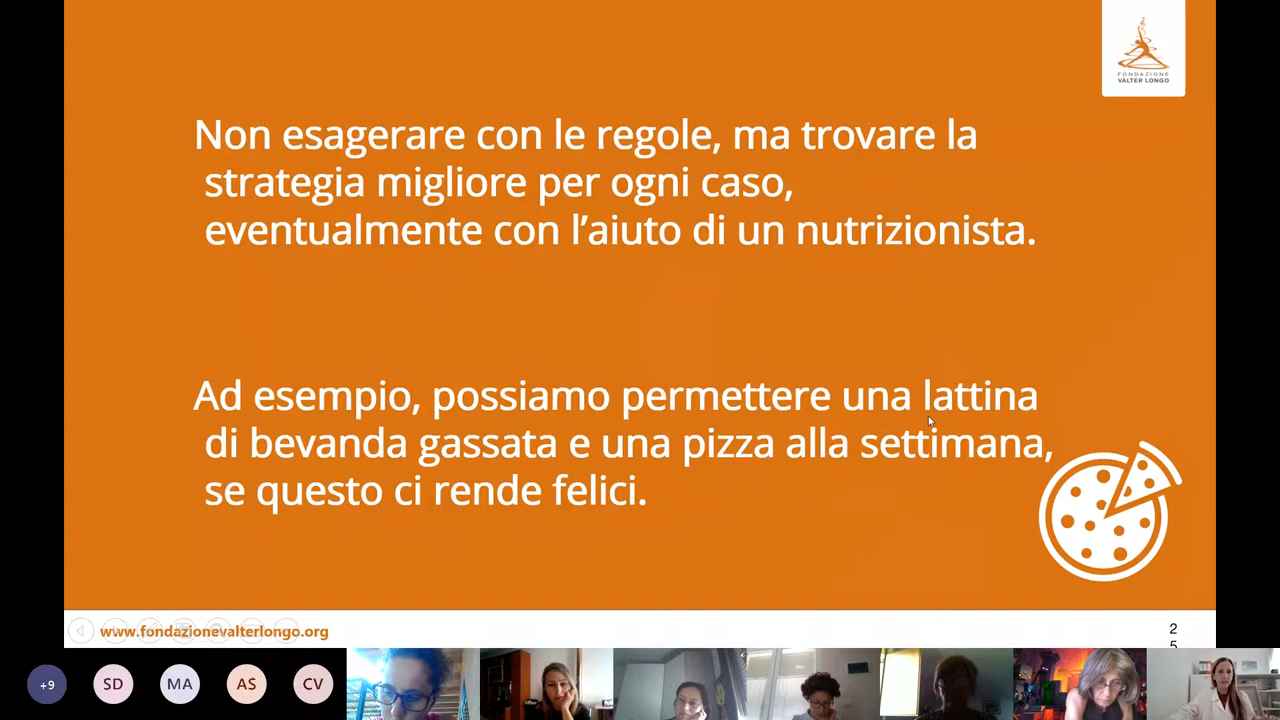 FONDAZIONE
VALTER LONGO
Non esagerare con le regole, ma trovare la
strategia migliore per ogni caso,
eventualmente con l’aiuto di un nutrizionista.
Ad esempio, possiamo permettere una lattina
di bevanda gassata e una pizza alla settimana,
se questo ci rende felici.
www.fondazionevalterlongo.org
2
5
+9
SD
MA
AS
CV